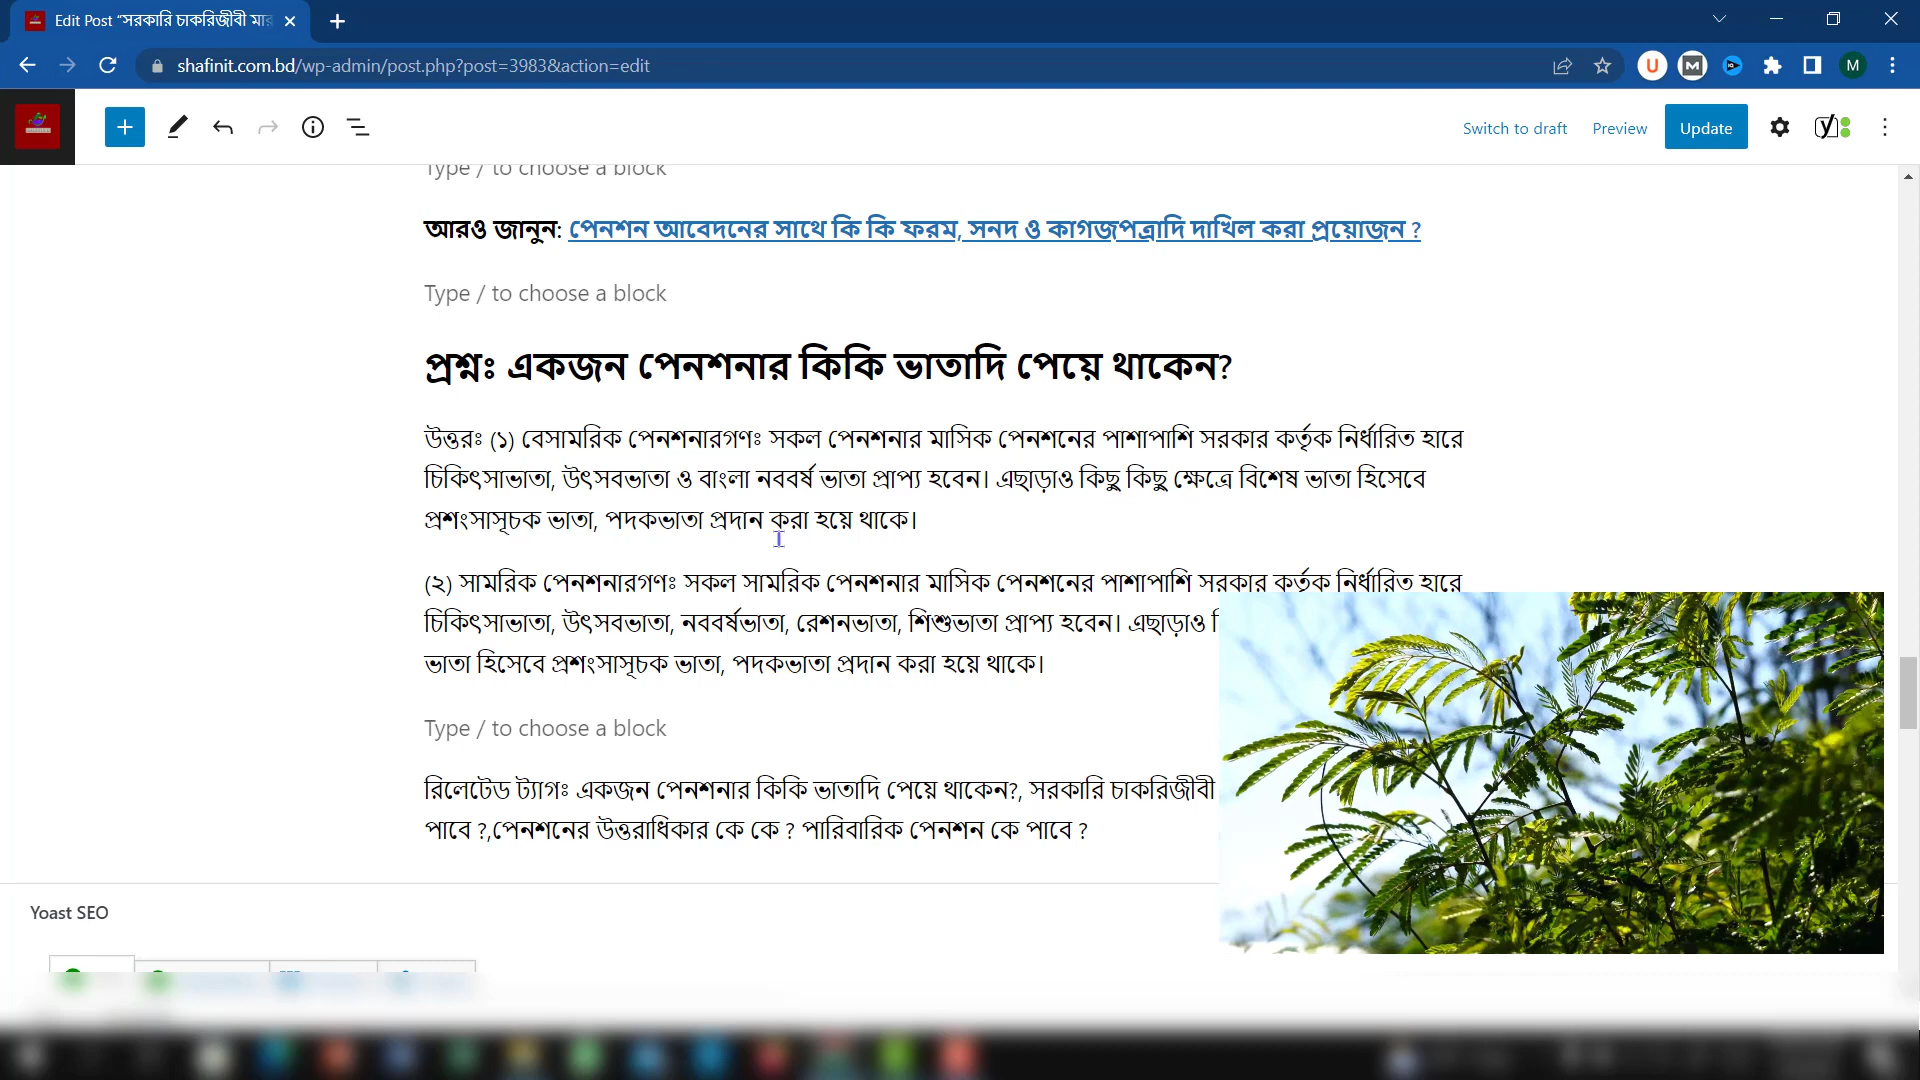 Edit Post “সরকারি চাকরিজীবী মার
shafinit.com.bd/wp-admin/post.php?post=3983&action=edit
M
Switch to draft
Preview
Update
Type / to choose a block
আরও জানুন: পেনশন আবেদনের সাথে কি কি ফরম, সনদ ও কাগজপত্রাদি দাখিল করা প্রয়োজন ?
Type / to choose a block
প্রশ্নঃ একজন পেনশনার কিকি ভাতাদি পেয়ে থাকেন?
উত্তরঃ (১) বেসামরিক পেনশনারগণঃ সকল পেনশনার মাসিক পেনশনের পাশাপাশি সরকার কর্তৃক নির্ধারিত হারে
চিকিৎসাভাতা, উৎসবভাতা ও বাংলা নববর্ষ ভাতা প্রাপ্য হবেন। এছাড়াও কিছু কিছু ক্ষেত্রে বিশেষ ভাতা হিসেবে
প্রশংসাসূচক ভাতা, পদকভাতা প্রদান করা হয়ে থাকে।
(২) সামরিক পেনশনারগণঃ সকল সামরিক পেনশনার মাসিক পেনশনের পাশাপাশি সরকার কর্তৃক নির্ধারিত হারে
চিকিৎসাভাতা, উৎসবভাতা, নববর্ষভাতা, রেশনভাতা, শিশুভাতা প্রাপ্য হবেন। এছাড়াও
ভাতা হিসেবে প্রশংসাসূচক ভাতা, পদকভাতা প্রদান করা হয়ে থাকে।
Type / to choose a block
রিলেটেড ট্যাগঃ একজন পেনশনার কিকি ভাতাদি পেয়ে থাকেন?, সরকারি চাকরিজীবী
পাবে ?,পেনশনের উত্তরাধিকার কে কে ? পারিবারিক পেনশন কে পাবে ?
Yoast SEO